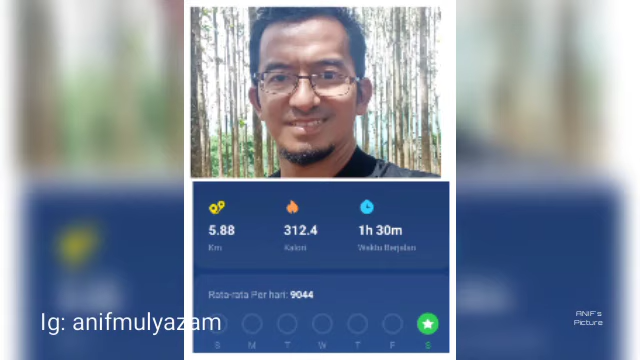 5.88
312.4
1h 30m
Km
Kalori
Waktu Berjalan
Rata-rata Per hari: 9044
Ig: anifmulyazam
S M T W T F S
ANIF's
Picture